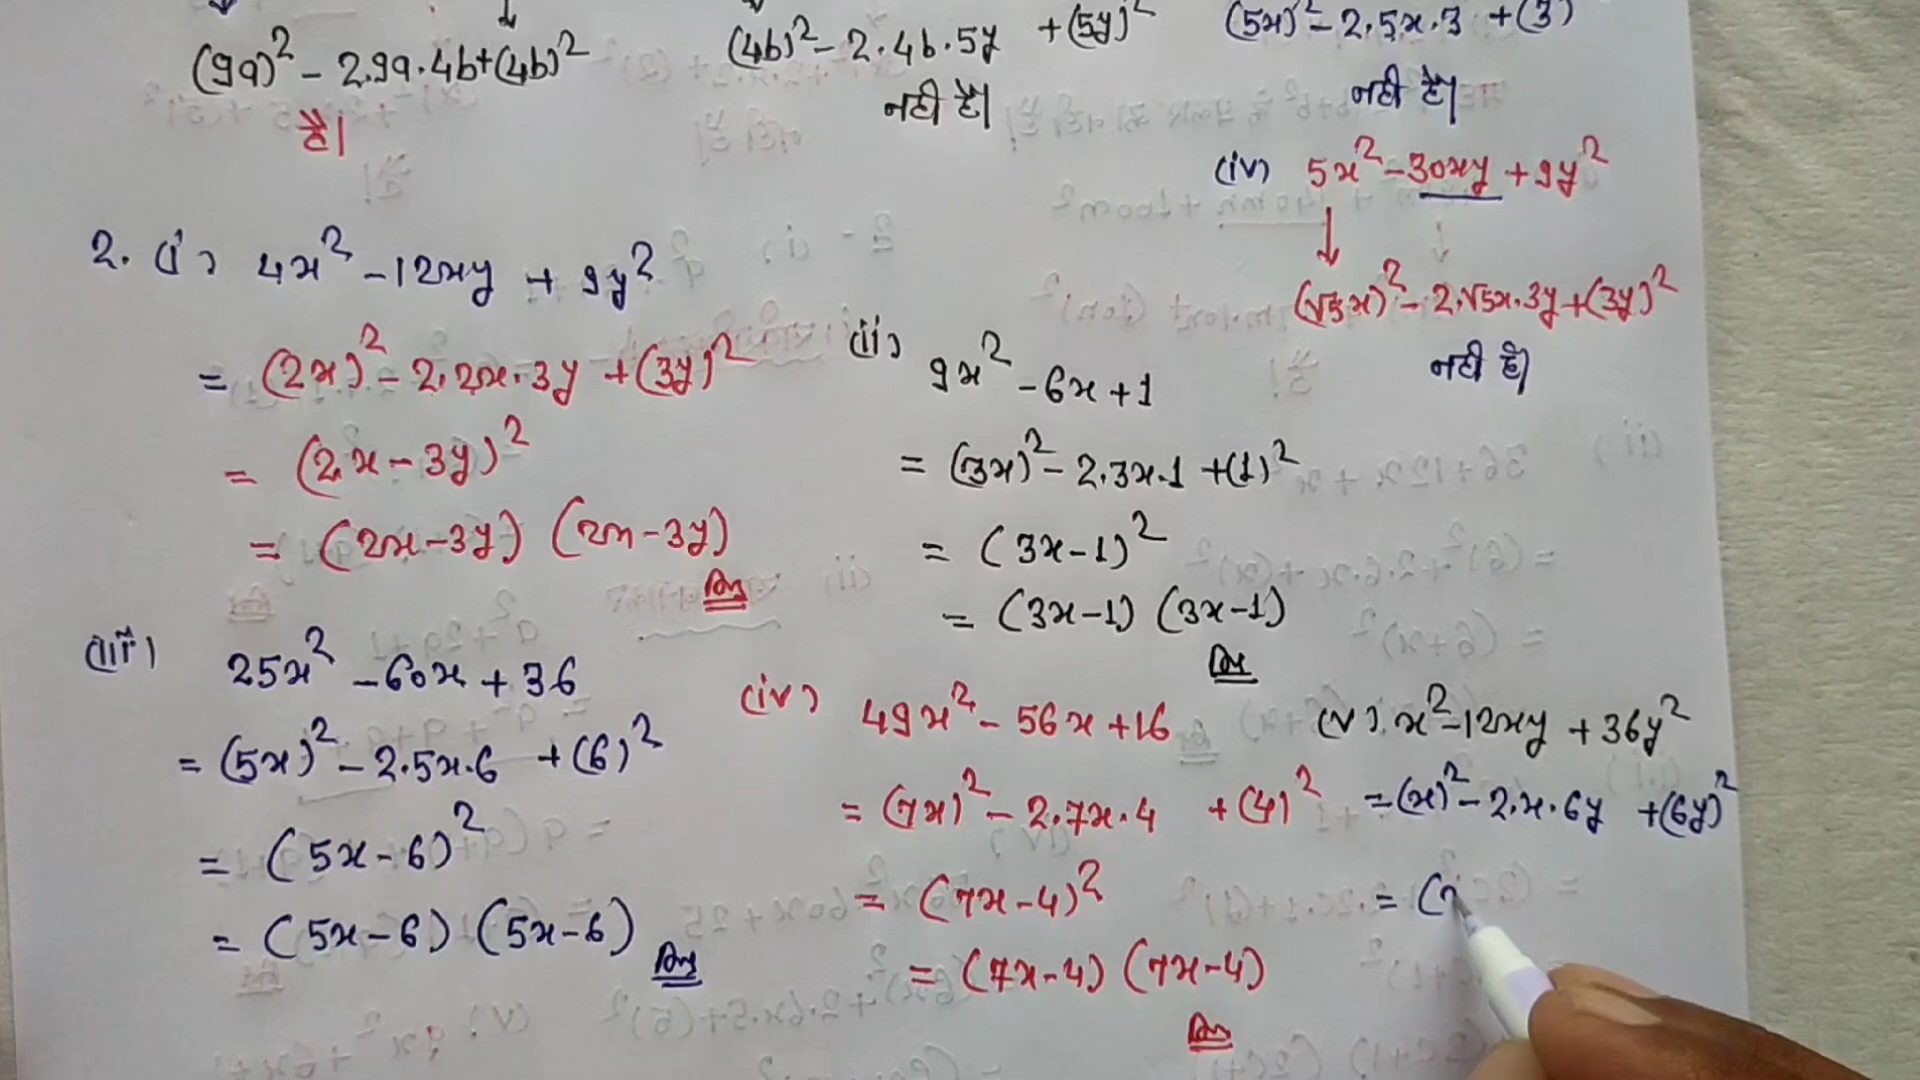 (9a)² - 2.9a.4b+(4b)²
है।
(4b)² - 2.4b.5y + (5y)²
नही है।
(5x)² - 2.5x.3 + (3)
नही है।
(iv) 5x² - 30xy + 9y²
(√5x)² - 2.√5x.3y + (3y)²
नही है।
2. (i) 4x² - 12xy + 9y²
= (2x)² - 2.2x.3y + (3y)²
= (2x - 3y)²
= (2x - 3y) (2x - 3y)
Ans
(ii) 9x² - 6x + 1
= (3x)² - 2.3x.1 + (1)²
= (3x - 1)²
= (3x - 1) (3x - 1)
Ans
(iii) 25x² - 60x + 36
= (5x)² - 2.5x.6 + (6)²
= (5x - 6)²
= (5x - 6) (5x - 6)
Ans
(iv) 49x² - 56x + 16
= (7x)² - 2.7x.4 + (4)²
= (7x - 4)²
= (7x - 4) (7x - 4)
Ans
(v) x² - 12xy + 36y²
= (x)² - 2.x.6y + (6y)²
= (x